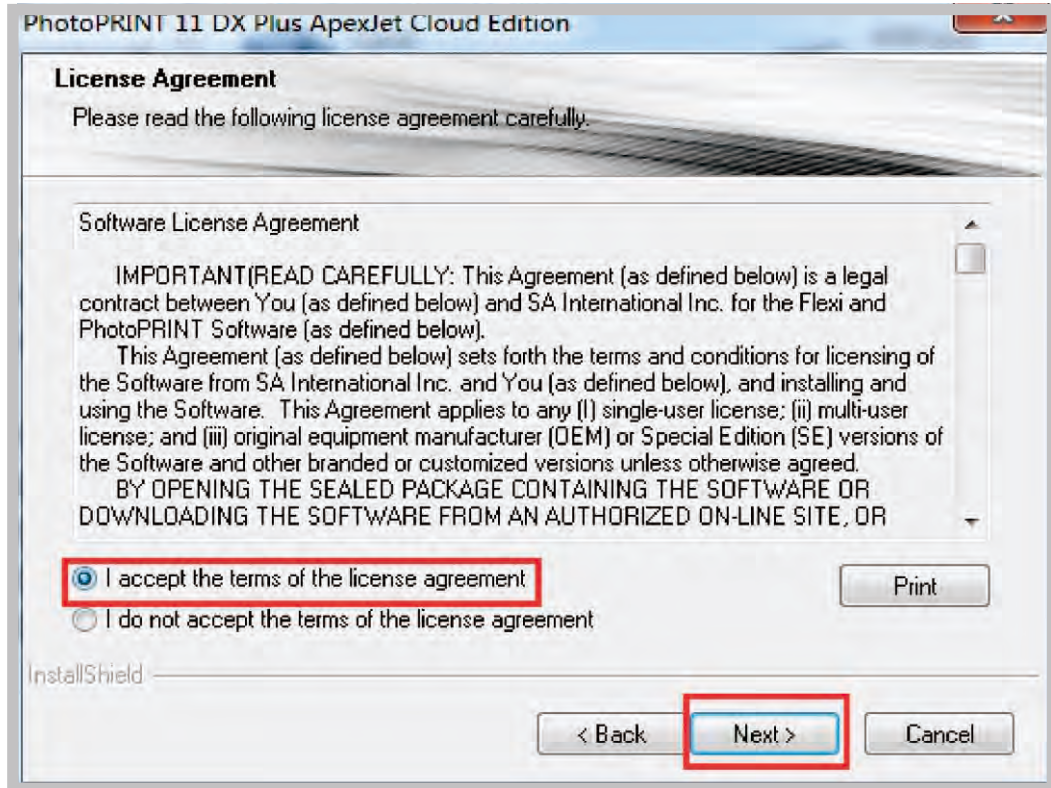 PhotoPRINT 11 DX Plus ApexJet Cloud Edition
License Agreement
Please read the following license agreement carefully.
Software License Agreement
IMPORTANT(READ CAREFULLY: This Agreement (as defined below) is a legal
contract between You (as defined below) and SA International Inc. for the Flexi and
PhotoPRINT Software (as defined below).
This Agreement (as defined below) sets forth the terms and conditions for licensing of
the Software from SA International Inc. and You (as defined below), and installing and
using the Software.  This Agreement applies to any (I) single-user license; (ii) multi-user
license; and (iii) original equipment manufacturer (OEM) or Special Edition (SE) versions of
the Software and other branded or customized versions unless otherwise agreed.
BY OPENING THE SEALED PACKAGE CONTAINING THE SOFTWARE OR
DOWNLOADING THE SOFTWARE FROM AN AUTHORIZED ON-LINE SITE, OR
I accept the terms of the license agreement
Print
I do not accept the terms of the license agreement
InstallShield
< Back
Next >
Cancel